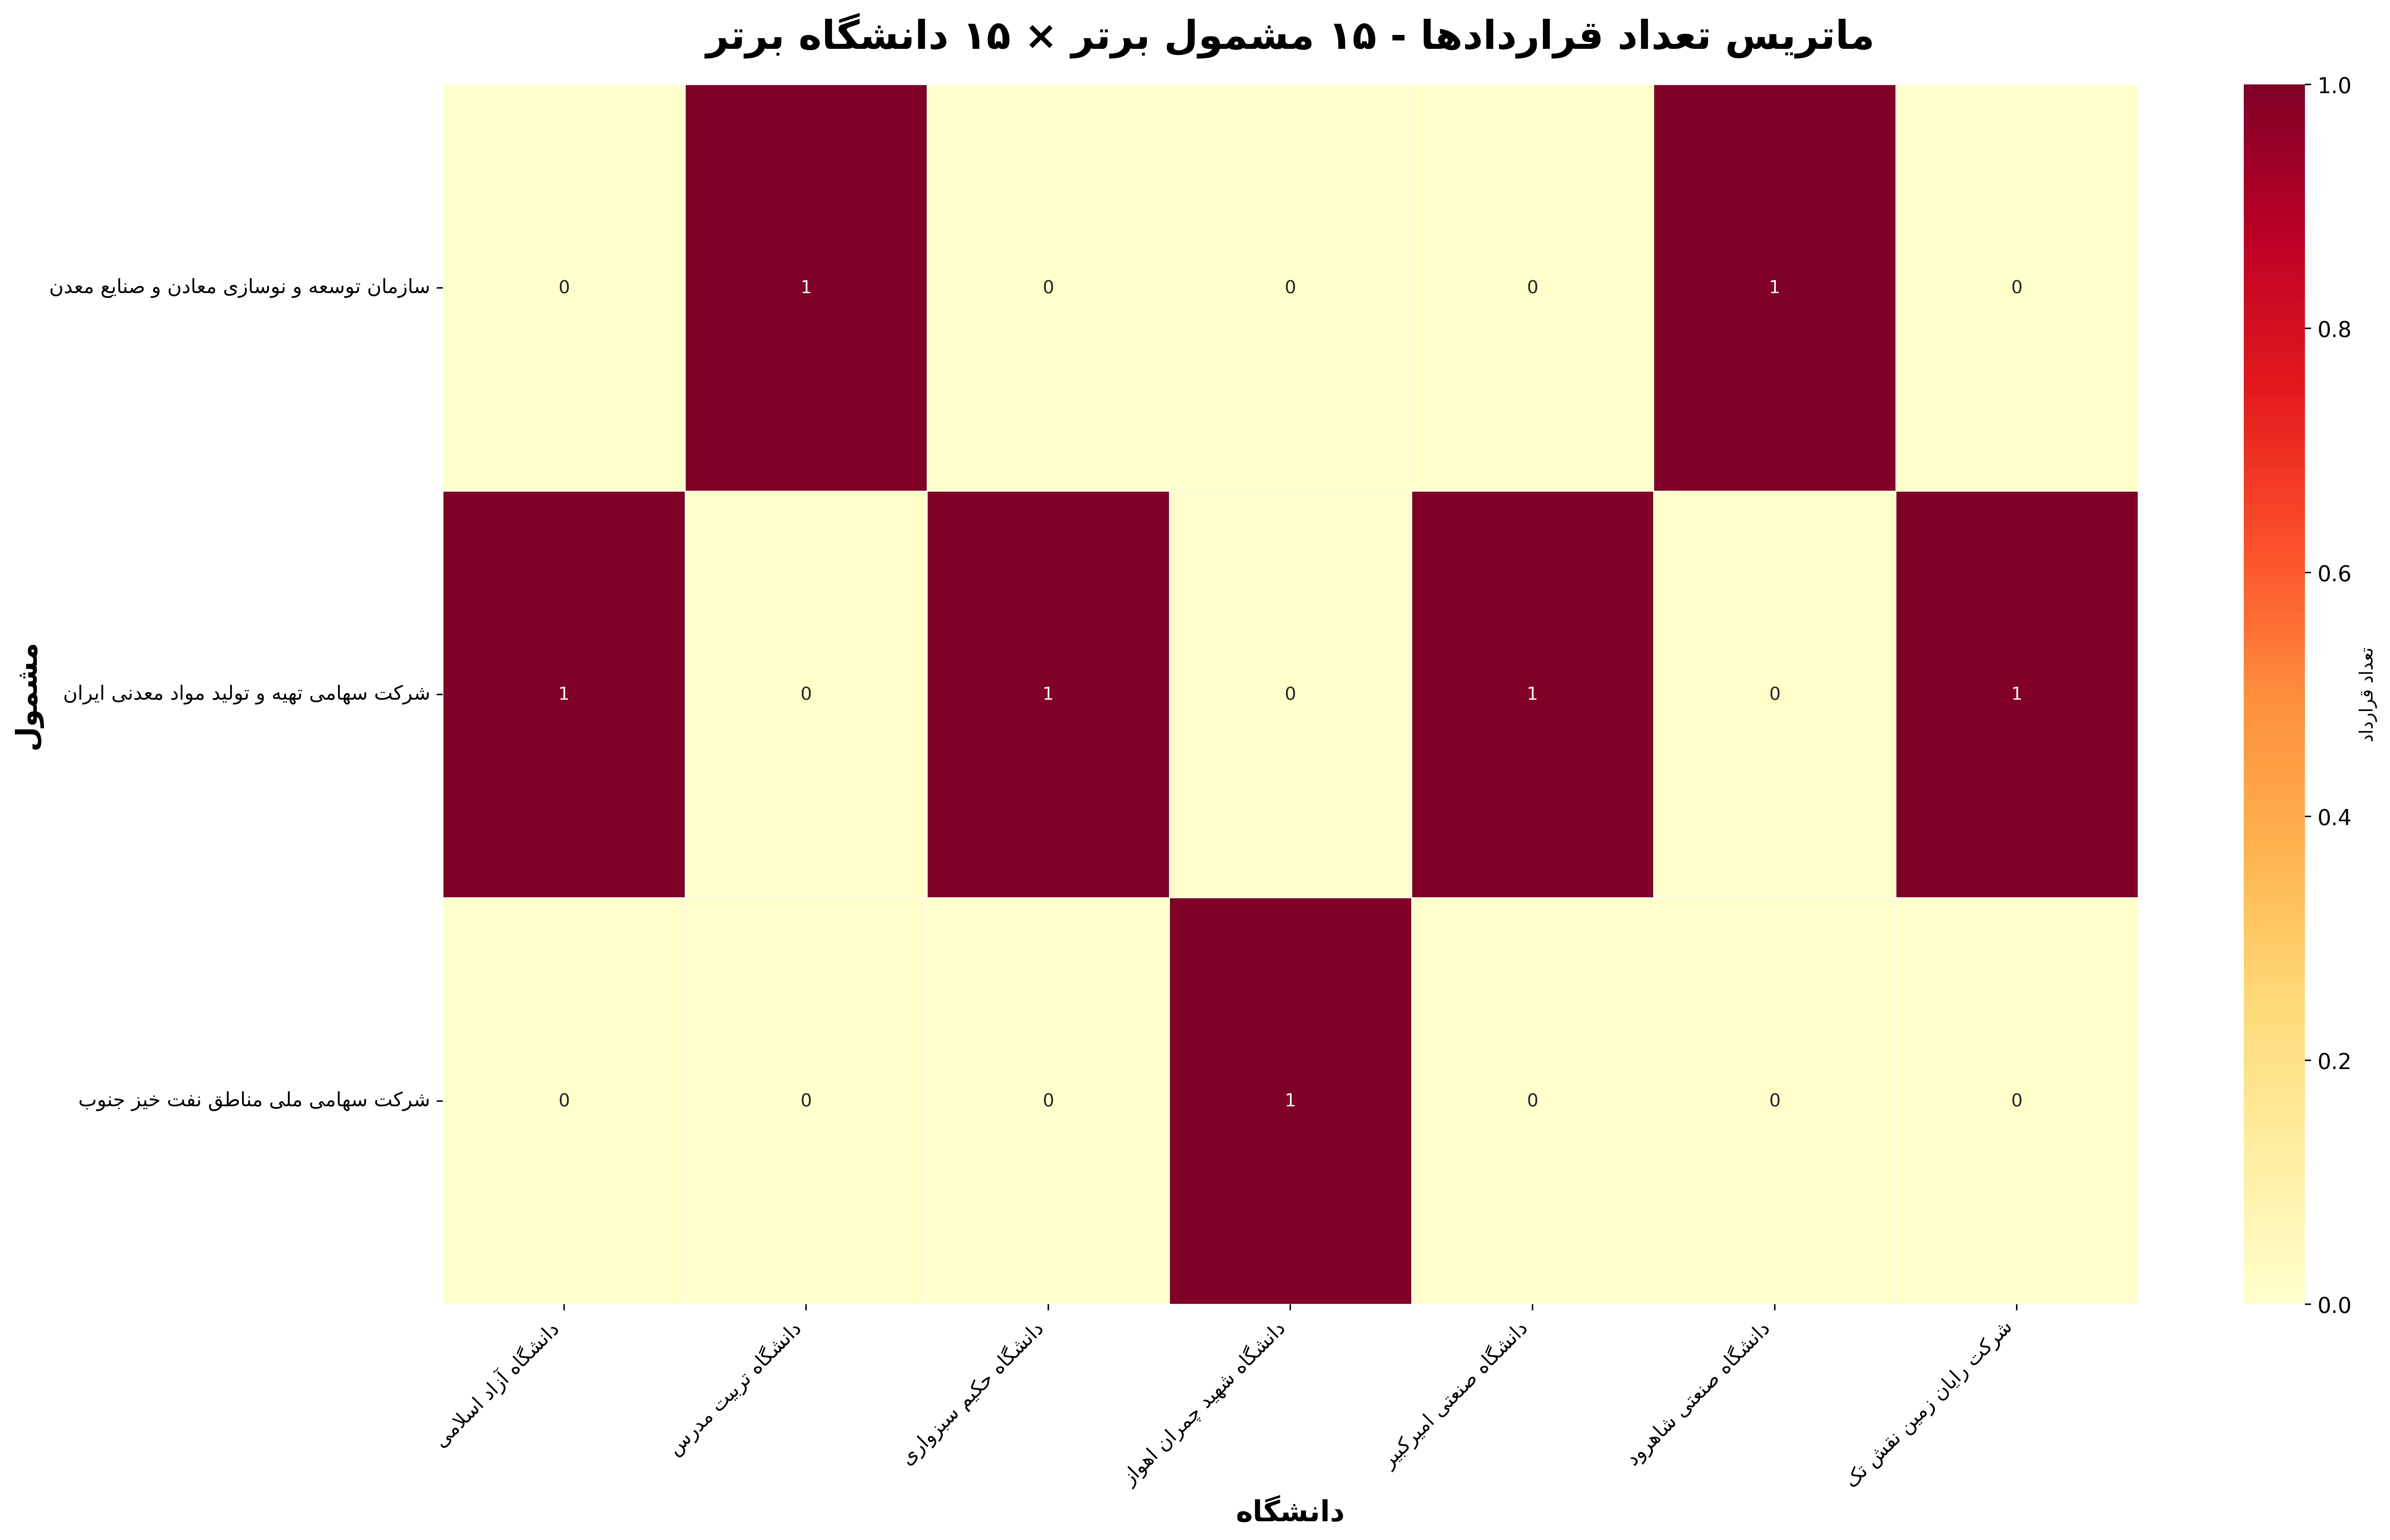 ماتریس تعداد قراردادها - ۱۵ مشمول برتر × ۱۵ دانشگاه برتر
مشمول
سازمان توسعه و نوسازی معادن و صنایع معدن
0 1 0 0 0 1 0
شرکت سهامی تهیه و تولید مواد معدنی ایران
1 0 1 0 1 0 1
شرکت سهامی ملی مناطق نفت خیز جنوب
0 0 0 1 0 0 0
دانشگاه آزاد اسلامی
دانشگاه تربیت مدرس
دانشگاه حکیم سبزواری
دانشگاه شهید چمران اهواز
دانشگاه صنعتی امیرکبیر
دانشگاه صنعتی شاهرود
شرکت رایان زمین نقش تک
دانشگاه
1.0
0.8
0.6
0.4
0.2
0.0
تعداد قرارداد